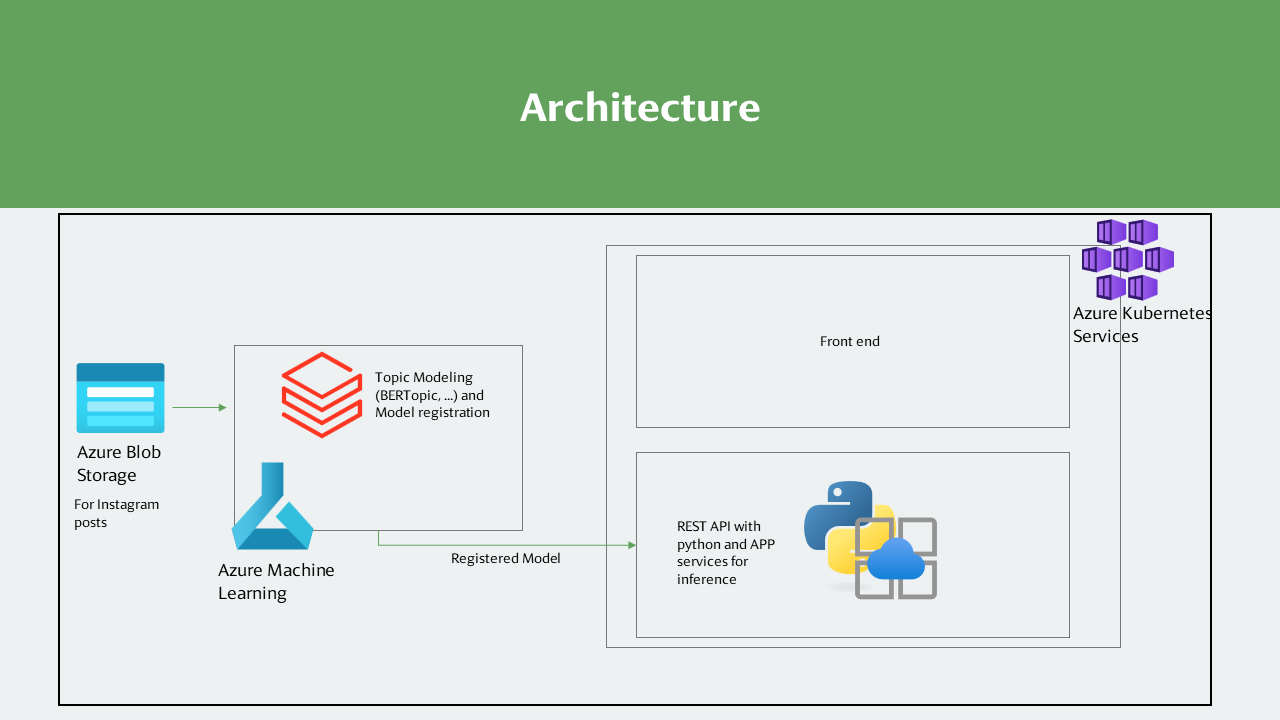 Architecture
Azure Kubernetes
Services
Front end
Topic Modeling
(BERTopic, ...) and
Model registration
Azure Blob
Storage
For Instagram
posts
Azure Machine
Learning
Registered Model
REST API with
python and APP
services for
inference